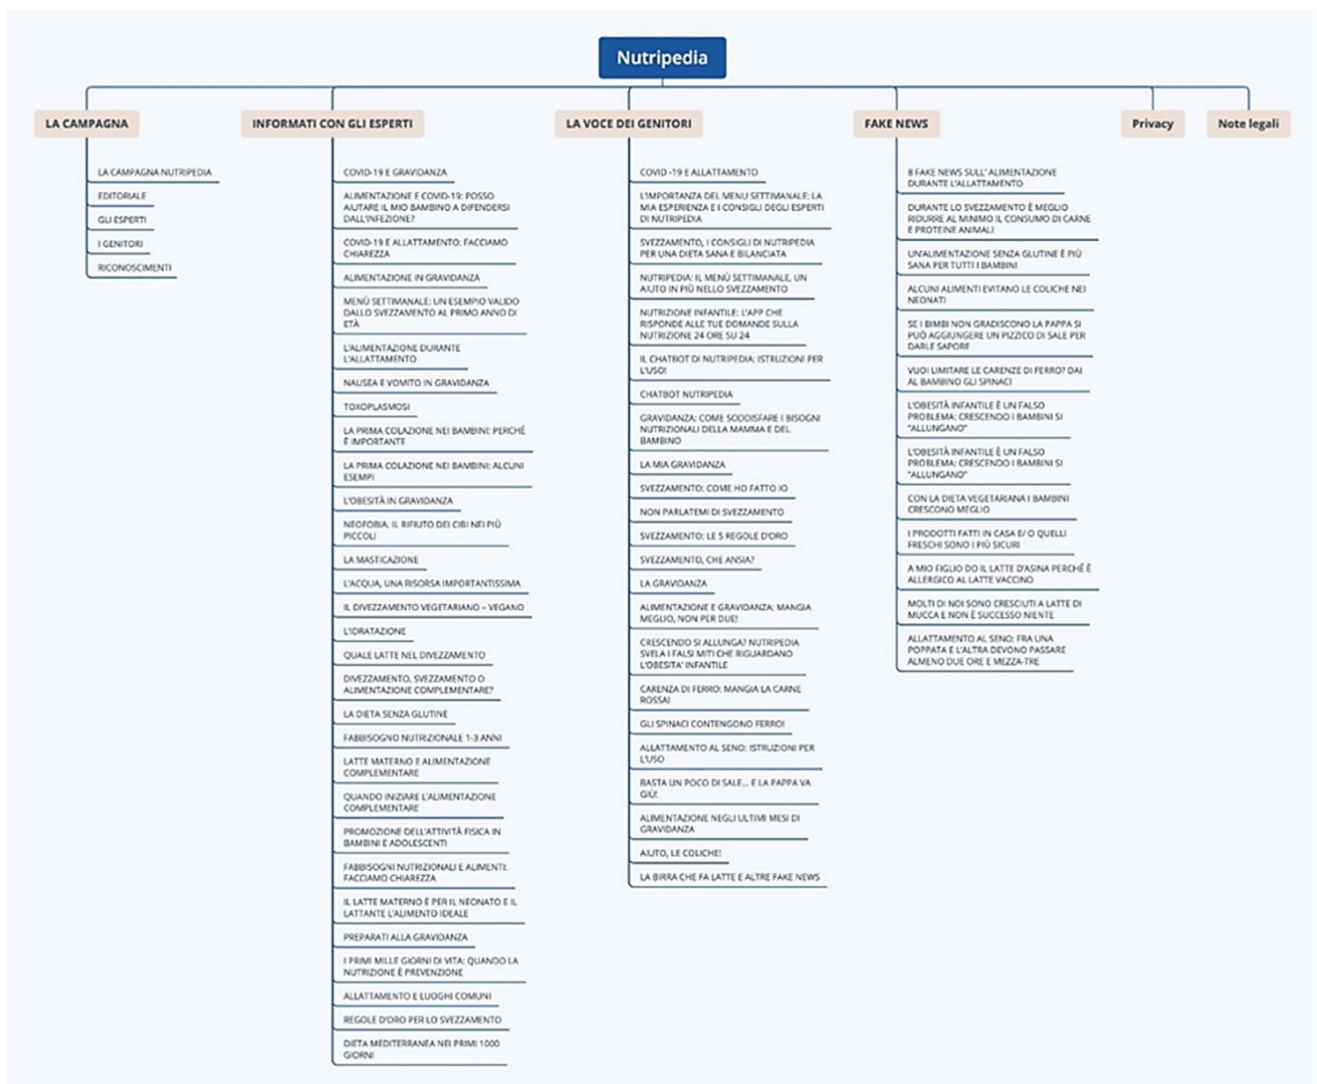 Nutripedia
LA CAMPAGNA
INFORMATI CON GLI ESPERTI
LA VOCE DEI GENITORI
FAKE NEWS
Privacy
Note legali
LA CAMPAGNA NUTRIPEDIA
EDITORIALE
GLI ESPERTI
I GENITORI
RICONOSCIMENTI
COVID-19 E GRAVIDANZA
ALIMENTAZIONE E COVID-19: POSSO
AIUTARE IL MIO BAMBINO A DIFENDERSI
DALL'INFEZIONE?
COVID-19 E ALLATTAMENTO: FACCIAMO
CHIAREZZA
ALIMENTAZIONE IN GRAVIDANZA
MENÙ SETTIMANALE: UN ESEMPIO VALIDO
DALLO SVEZZAMENTO AL PRIMO ANNO DI
ETÀ
L'ALIMENTAZIONE DURANTE
L'ALLATTAMENTO
NAUSEA E VOMITO IN GRAVIDANZA
TOXOPLASMOSI
LA PRIMA COLAZIONE NEI BAMBINI: PERCHÉ
È IMPORTANTE
LA PRIMA COLAZIONE NEI BAMBINI: ALCUNI
ESEMPI
L'OBESITÀ IN GRAVIDANZA
NEOFOBIA: IL RIFIUTO DEI CIBI NEI PIÙ
PICCOLI
LA MASTICAZIONE
L'ACQUA, UNA RISORSA IMPORTANTISSIMA
IL DIVEZZAMENTO VEGETARIANO – VEGANO
L'IDRATAZIONE
QUALE LATTE NEL DIVEZZAMENTO
DIVEZZAMENTO, SVEZZAMENTO O
ALIMENTAZIONE COMPLEMENTARE?
LA DIETA SENZA GLUTINE
FABBISOGNO NUTRIZIONALE 1-3 ANNI
LATTE MATERNO E ALIMENTAZIONE
COMPLEMENTARE
QUANDO INIZIARE L'ALIMENTAZIONE
COMPLEMENTARE
PROMOZIONE DELL'ATTIVITÀ FISICA IN
BAMBINI E ADOLESCENTI
FABBISOGNI NUTRIZIONALI E ALIMENTI:
FACCIAMO CHIAREZZA
IL LATTE MATERNO È PER IL NEONATO E IL
LATTANTE L'ALIMENTO IDEALE
PREPARATI ALLA GRAVIDANZA
I PRIMI MILLE GIORNI DI VITA: QUANDO LA
NUTRIZIONE È PREVENZIONE
ALLATTAMENTO E LUOGHI COMUNI
REGOLE D'ORO PER LO SVEZZAMENTO
DIETA MEDITERRANEA NEI PRIMI 1000
GIORNI
COVID -19 E ALLATTAMENTO
L'IMPORTANZA DEL MENU SETTIMANALE: LA
MIA ESPERIENZA E I CONSIGLI DEGLI ESPERTI
DI NUTRIPEDIA
SVEZZAMENTO, I CONSIGLI DI NUTRIPEDIA
PER UNA DIETA SANA E BILANCIATA
NUTRIPEDIA: IL MENÙ SETTIMANALE, UN
AIUTO IN PIÙ NELLO SVEZZAMENTO
NUTRIZIONE INFANTILE: L'APP CHE
RISPONDE ALLE TUE DOMANDE SULLA
NUTRIZIONE 24 ORE SU 24
IL CHATBOT DI NUTRIPEDIA: ISTRUZIONI PER
L'USO!
CHATBOT NUTRIPEDIA
GRAVIDANZA: COME SODDISFARE I BISOGNI
NUTRIZIONALI DELLA MAMMA E DEL
BAMBINO
LA MIA GRAVIDANZA
SVEZZAMENTO: COME HO FATTO IO
NON PARLATEMI DI SVEZZAMENTO
SVEZZAMENTO: LE 5 REGOLE D'ORO
SVEZZAMENTO, CHE ANSIA?
LA GRAVIDANZA
ALIMENTAZIONE E GRAVIDANZA: MANGIA
MEGLIO, NON PER DUE!
CRESCENDO SI ALLUNGA? NUTRIPEDIA
SVELA I FALSI MITI CHE RIGUARDANO
L'OBESITA' INFANTILE
CARENZA DI FERRO: MANGIA LA CARNE
ROSSA!
GLI SPINACI CONTENGONO FERRO!
ALLATTAMENTO AL SENO: ISTRUZIONI PER
L'USO
BASTA UN POCO DI SALE... E LA PAPPA VA
GIÙ!
ALIMENTAZIONE NEGLI ULTIMI MESI DI
GRAVIDANZA
AIUTO, LE COLICHE!
LA BIRRA CHE FA LATTE E ALTRE FAKE NEWS
8 FAKE NEWS SULL' ALIMENTAZIONE
DURANTE L'ALLATTAMENTO
DURANTE LO SVEZZAMENTO È MEGLIO
RIDURRE AL MINIMO IL CONSUMO DI CARNE
E PROTEINE ANIMALI
UN'ALIMENTAZIONE SENZA GLUTINE È PIÙ
SANA PER TUTTI I BAMBINI
ALCUNI ALIMENTI EVITANO LE COLICHE NEI
NEONATI
SE I BIMBI NON GRADISCONO LA PAPPA SI
PUÒ AGGIUNGERE UN PIZZICO DI SALE PER
DARLE SAPORE
VUOI LIMITARE LE CARENZE DI FERRO? DAI
AL BAMBINO GLI SPINACI
L'OBESITÀ INFANTILE È UN FALSO
PROBLEMA: CRESCENDO I BAMBINI SI
"ALLUNGANO"
L'OBESITÀ INFANTILE È UN FALSO
PROBLEMA: CRESCENDO I BAMBINI SI
"ALLUNGANO"
CON LA DIETA VEGETARIANA I BAMBINI
CRESCONO MEGLIO
I PRODOTTI FATTI IN CASA E/ O QUELLI
FRESCHI SONO I PIÙ SICURI
A MIO FIGLIO DO IL LATTE D'ASINA PERCHÉ È
ALLERGICO AL LATTE VACCINO
MOLTI DI NOI SONO CRESCIUTI A LATTE DI
MUCCA E NON È SUCCESSO NIENTE
ALLATTAMENTO AL SENO: FRA UNA
POPPATA E L'ALTRA DEVONO PASSARE
ALMENO DUE ORE E MEZZA-TRE